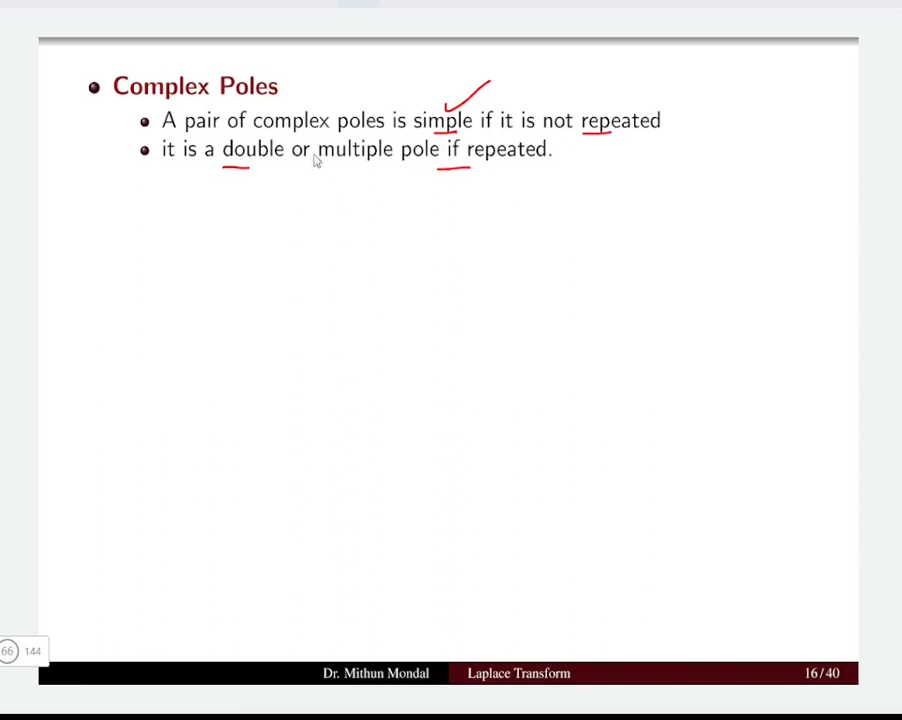 Complex Poles
A pair of complex poles is simple if it is not repeated
it is a double or multiple pole if repeated.
66 144
Dr. Mithun Mondal Laplace Transform 16/40